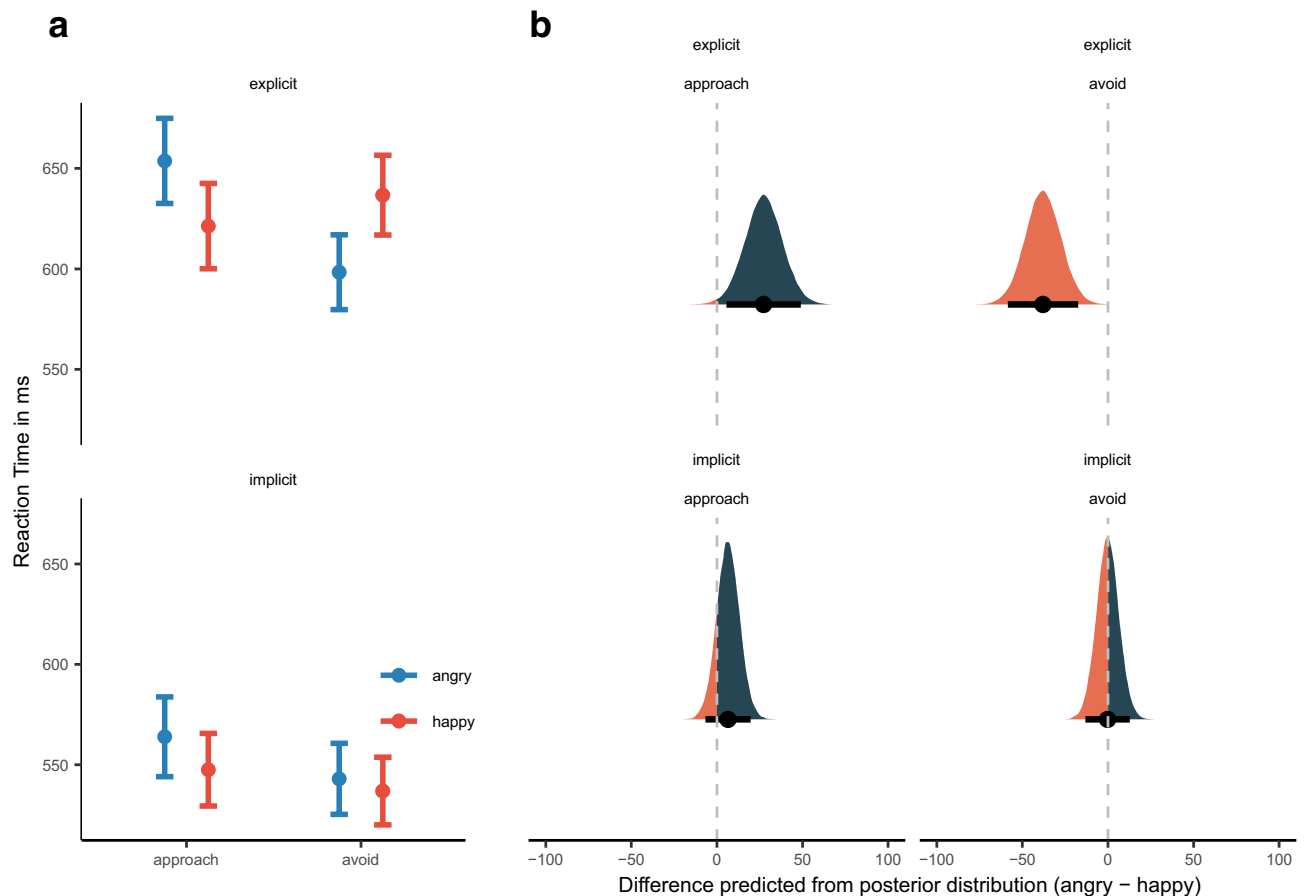 a
explicit
650
600
550
implicit
650
600
550
approach
avoid
Reaction Time in ms
angry
happy
b
explicit
approach
explicit
avoid
implicit
approach
implicit
avoid
−100
−50
0
50
100
−100
−50
0
50
100
Difference predicted from posterior distribution (angry − happy)